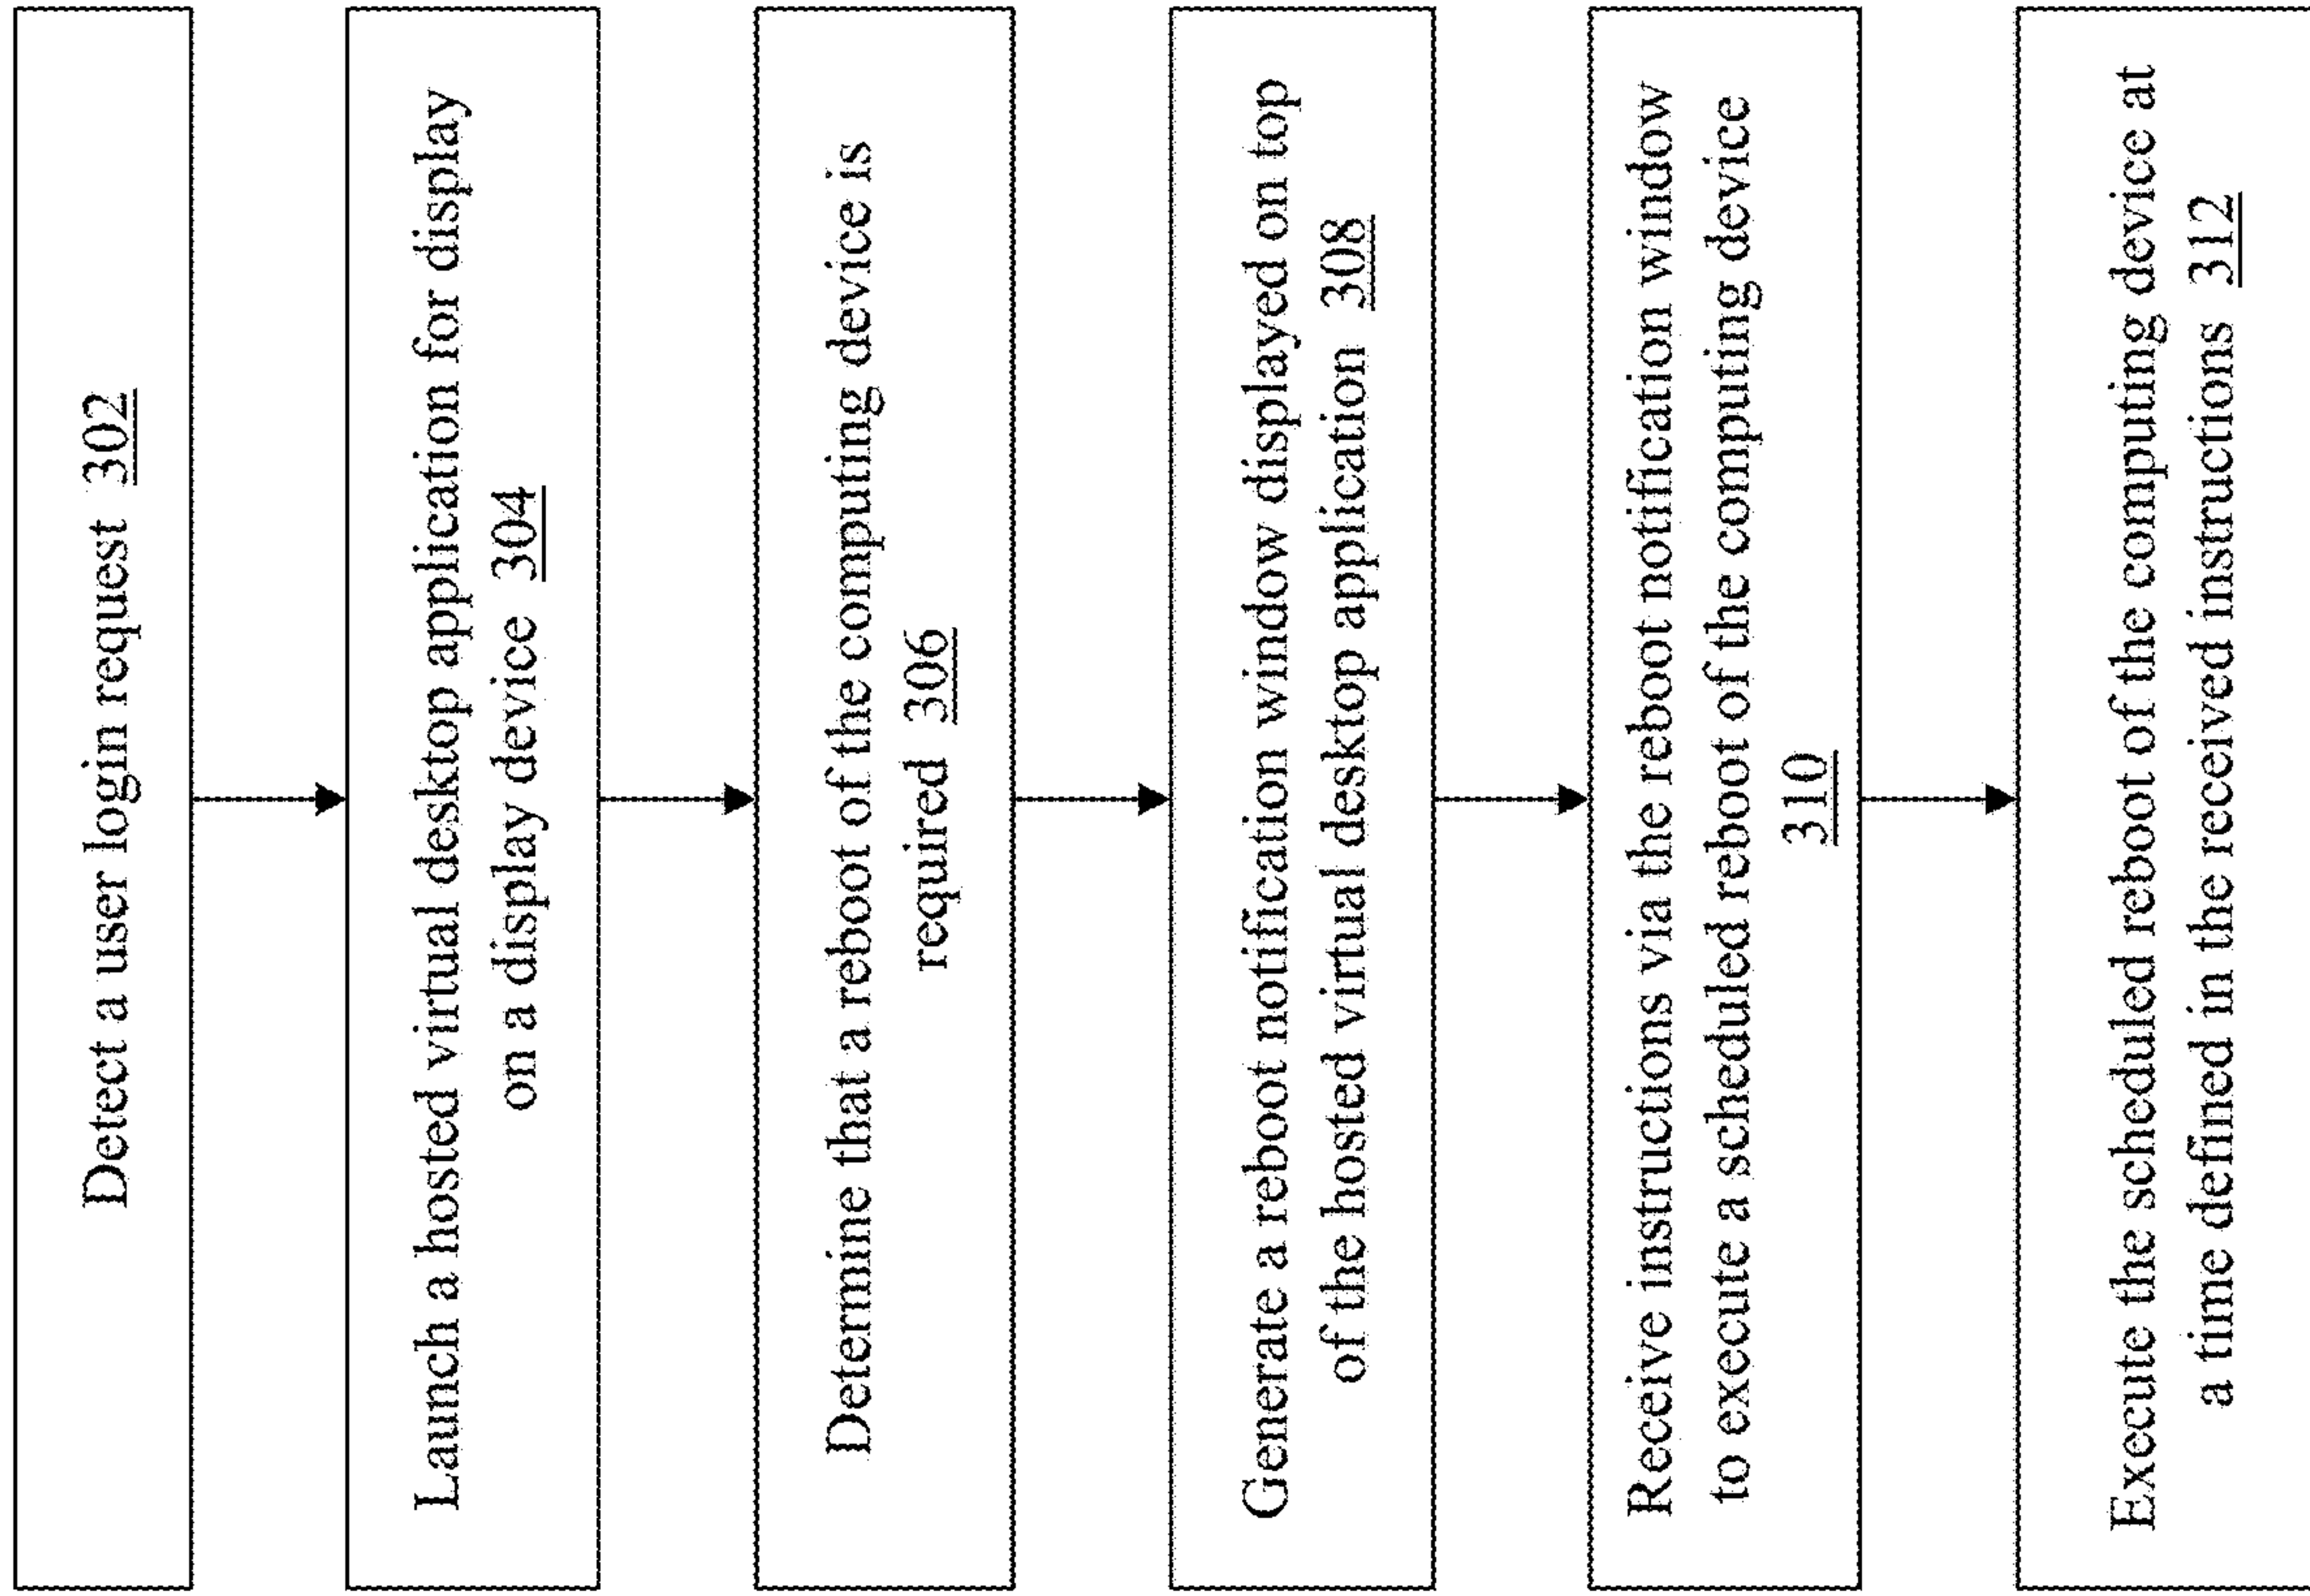 Detect a user login request 302
Launch a hosted virtual desktop application for display
on a display device 304
Determine that a reboot of the computing device is
required 306
Generate a reboot notification window displayed on top
of the hosted virtual desktop application 308
Receive instructions via the reboot notification window
to execute a scheduled reboot of the computing device
310
Execute the scheduled reboot of the computing device at
a time defined in the received instructions 312